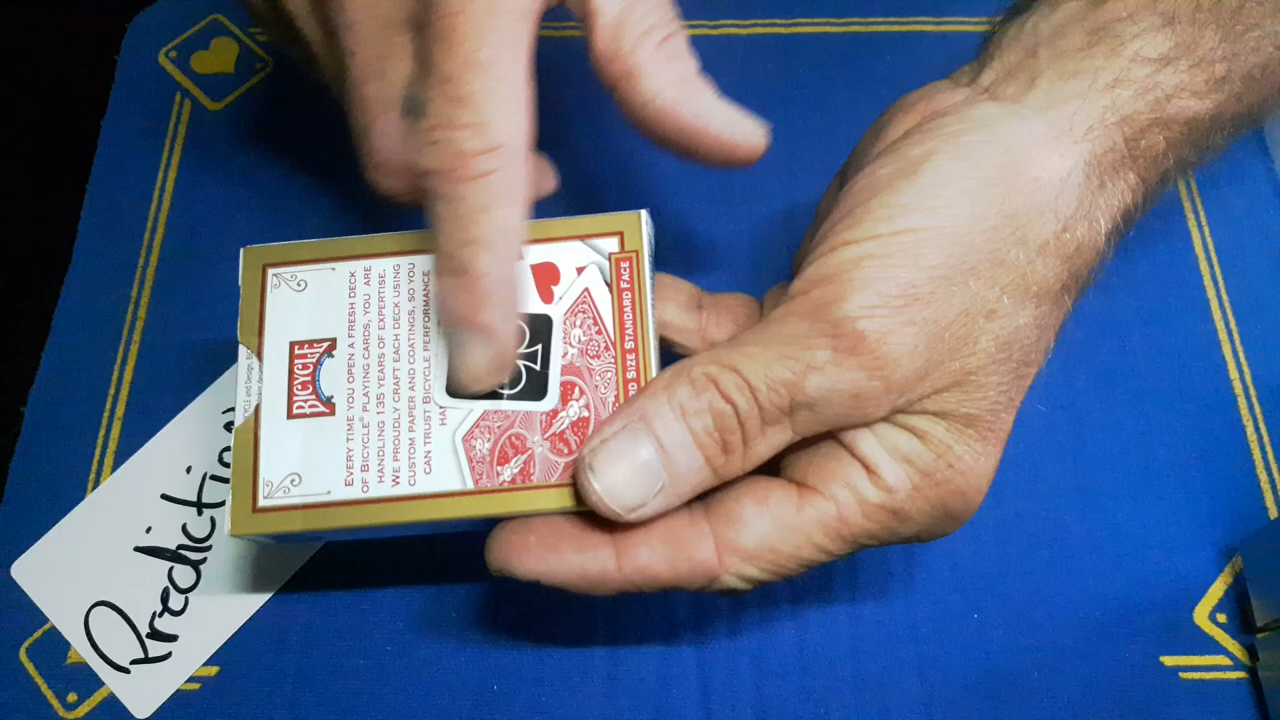 BICYCLE
EVERY TIME YOU OPEN A FRESH DECK
OF BICYCLE® PLAYING CARDS, YOU ARE
HANDLING 135 YEARS OF EXPERTISE.
WE PROUDLY CRAFT EACH DECK USING
CUSTOM PAPER AND COATINGS, SO YOU
CAN TRUST BICYCLE PERFORMANCE
SIZE STANDARD FACE
Prediction